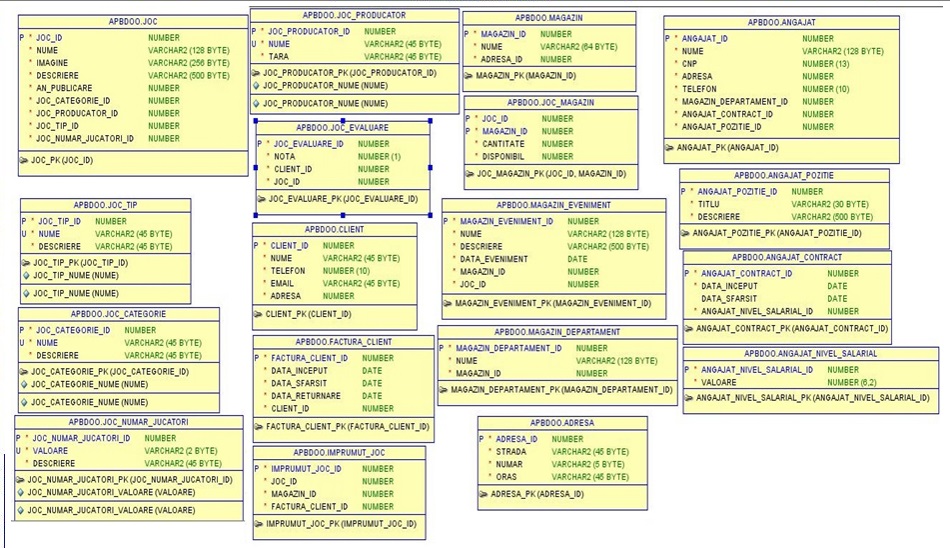 APBDOO.JOC
P * JOC_ID NUMBER
* NUME VARCHAR2 (128 BYTE)
* IMAGINE VARCHAR2 (256 BYTE)
* DESCRIERE VARCHAR2 (500 BYTE)
* AN_PUBLICARE NUMBER
* JOC_CATEGORIE_ID NUMBER
* JOC_PRODUCATOR_ID NUMBER
* JOC_TIP_ID NUMBER
* JOC_NUMAR_JUCATORI_ID NUMBER
JOC_PK (JOC_ID)
APBDOO.JOC_TIP
P * JOC_TIP_ID NUMBER
U * NUME VARCHAR2 (45 BYTE)
* DESCRIERE VARCHAR2 (45 BYTE)
JOC_TIP_PK (JOC_TIP_ID)
JOC_TIP_NUME (NUME)
JOC_TIP_NUME (NUME)
APBDOO.JOC_CATEGORIE
P * JOC_CATEGORIE_ID NUMBER
U * NUME VARCHAR2 (45 BYTE)
* DESCRIERE VARCHAR2 (45 BYTE)
JOC_CATEGORIE_PK (JOC_CATEGORIE_ID)
JOC_CATEGORIE_NUME (NUME)
JOC_CATEGORIE_NUME (NUME)
APBDOO.JOC_NUMAR_JUCATORI
P * JOC_NUMAR_JUCATORI_ID NUMBER
U * VALOARE VARCHAR2 (2 BYTE)
* DESCRIERE VARCHAR2 (45 BYTE)
JOC_NUMAR_JUCATORI_PK (JOC_NUMAR_JUCATORI_ID)
JOC_NUMAR_JUCATORI_VALOARE (VALOARE)
JOC_NUMAR_JUCATORI_VALOARE (VALOARE)
APBDOO.JOC_PRODUCATOR
P * JOC_PRODUCATOR_ID NUMBER
U * NUME VARCHAR2 (45 BYTE)
* TARA VARCHAR2 (45 BYTE)
JOC_PRODUCATOR_PK (JOC_PRODUCATOR_ID)
JOC_PRODUCATOR_NUME (NUME)
JOC_PRODUCATOR_NUME (NUME)
APBDOO.JOC_EVALUARE
P * JOC_EVALUARE_ID NUMBER
* NOTA NUMBER (1)
* CLIENT_ID NUMBER
* JOC_ID NUMBER
JOC_EVALUARE_PK (JOC_EVALUARE_ID)
APBDOO.CLIENT
P * CLIENT_ID NUMBER
* NUME VARCHAR2 (45 BYTE)
* TELEFON NUMBER (10)
* EMAIL VARCHAR2 (45 BYTE)
* ADRESA NUMBER
CLIENT_PK (CLIENT_ID)
APBDOO.FACTURA_CLIENT
P * FACTURA_CLIENT_ID NUMBER
* DATA_INCEPUT DATE
* DATA_SFARSIT DATE
* DATA_RETURNARE DATE
* CLIENT_ID NUMBER
FACTURA_CLIENT_PK (FACTURA_CLIENT_ID)
APBDOO.IMPRUMUT_JOC
P * IMPRUMUT_JOC_ID NUMBER
* JOC_ID NUMBER
* MAGAZIN_ID NUMBER
* FACTURA_CLIENT_ID NUMBER
IMPRUMUT_JOC_PK (IMPRUMUT_JOC_ID)
APBDOO.MAGAZIN
P * MAGAZIN_ID NUMBER
* NUME VARCHAR2 (64 BYTE)
* ADRESA_ID NUMBER
MAGAZIN_PK (MAGAZIN_ID)
APBDOO.JOC_MAGAZIN
P * JOC_ID NUMBER
P * MAGAZIN_ID NUMBER
* CANTITATE NUMBER
* DISPONIBIL NUMBER
JOC_MAGAZIN_PK (JOC_ID, MAGAZIN_ID)
APBDOO.MAGAZIN_EVENIMENT
P * MAGAZIN_EVENIMENT_ID NUMBER
* NUME VARCHAR2 (128 BYTE)
* DESCRIERE VARCHAR2 (500 BYTE)
* DATA_EVENIMENT DATE
* MAGAZIN_ID NUMBER
* JOC_ID NUMBER
MAGAZIN_EVENIMENT_PK (MAGAZIN_EVENIMENT_ID)
APBDOO.MAGAZIN_DEPARTAMENT
P * MAGAZIN_DEPARTAMENT_ID NUMBER
* NUME VARCHAR2 (128 BYTE)
* MAGAZIN_ID NUMBER
MAGAZIN_DEPARTAMENT_PK (MAGAZIN_DEPARTAMENT_ID)
APBDOO.ADRESA
P * ADRESA_ID NUMBER
* STRADA VARCHAR2 (45 BYTE)
* NUMAR VARCHAR2 (5 BYTE)
* ORAS VARCHAR2 (45 BYTE)
ADRESA_PK (ADRESA_ID)
APBDOO.ANGAJAT
P * ANGAJAT_ID NUMBER
* NUME VARCHAR2 (128 BYTE)
* CNP NUMBER (13)
* ADRESA NUMBER
* TELEFON NUMBER (10)
* MAGAZIN_DEPARTAMENT_ID NUMBER
* ANGAJAT_CONTRACT_ID NUMBER
* ANGAJAT_POZITIE_ID NUMBER
ANGAJAT_PK (ANGAJAT_ID)
APBDOO.ANGAJAT_POZITIE
P * ANGAJAT_POZITIE_ID NUMBER
* TITLU VARCHAR2 (30 BYTE)
* DESCRIERE VARCHAR2 (500 BYTE)
ANGAJAT_POZITIE_PK (ANGAJAT_POZITIE_ID)
APBDOO.ANGAJAT_CONTRACT
P * ANGAJAT_CONTRACT_ID NUMBER
* DATA_INCEPUT DATE
DATA_SFARSIT DATE
* ANGAJAT_NIVEL_SALARIAL_ID NUMBER
ANGAJAT_CONTRACT_PK (ANGAJAT_CONTRACT_ID)
APBDOO.ANGAJAT_NIVEL_SALARIAL
P * ANGAJAT_NIVEL_SALARIAL_ID NUMBER
* VALOARE NUMBER (6,2)
ANGAJAT_NIVEL_SALARIAL_PK (ANGAJAT_NIVEL_SALARIAL_ID)